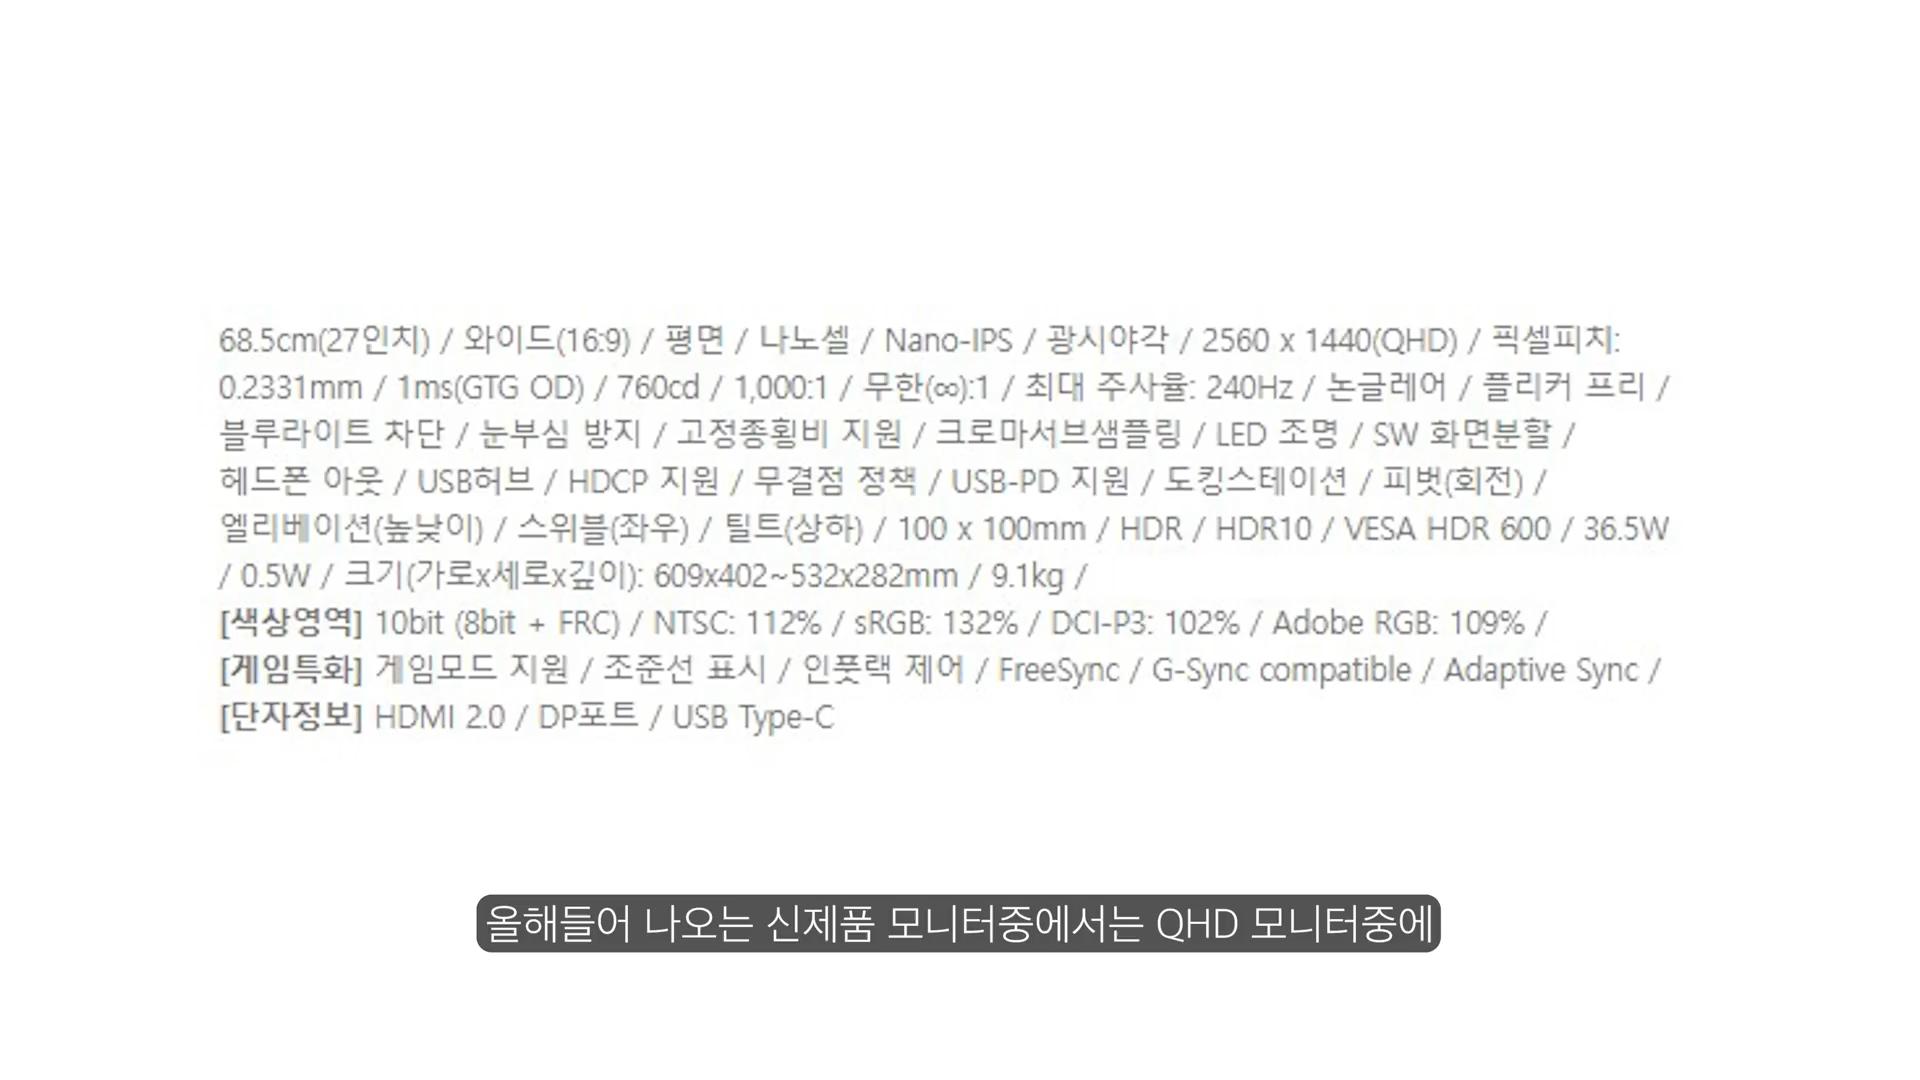 68.5cm(27인치) / 와이드(16:9) / 평면 / 나노셀 / Nano-IPS / 광시야각 / 2560 x 1440(QHD) / 픽셀피치:
0.2331mm / 1ms(GTG OD) / 760cd / 1,000:1 / 무한(∞):1 / 최대 주사율: 240Hz / 논글레어 / 플리커 프리 /
블루라이트 차단 / 눈부심 방지 / 고정종횡비 지원 / 크로마서브샘플링 / LED 조명 / SW 화면분할 /
헤드폰 아웃 / USB허브 / HDCP 지원 / 무결점 정책 / USB-PD 지원 / 도킹스테이션 / 피벗(회전) /
엘리베이션(높낮이) / 스위블(좌우) / 틸트(상하) / 100 x 100mm / HDR / HDR10 / VESA HDR 600 / 36.5W
/ 0.5W / 크기(가로x세로x깊이): 609x402~532x282mm / 9.1kg /
[색상영역] 10bit (8bit + FRC) / NTSC: 112% / sRGB: 132% / DCI-P3: 102% / Adobe RGB: 109% /
[게임특화] 게임모드 지원 / 조준선 표시 / 인풋랙 제어 / FreeSync / G-Sync compatible / Adaptive Sync /
[단자정보] HDMI 2.0 / DP포트 / USB Type-C
올해들어 나오는 신제품 모니터중에서는 QHD 모니터중에